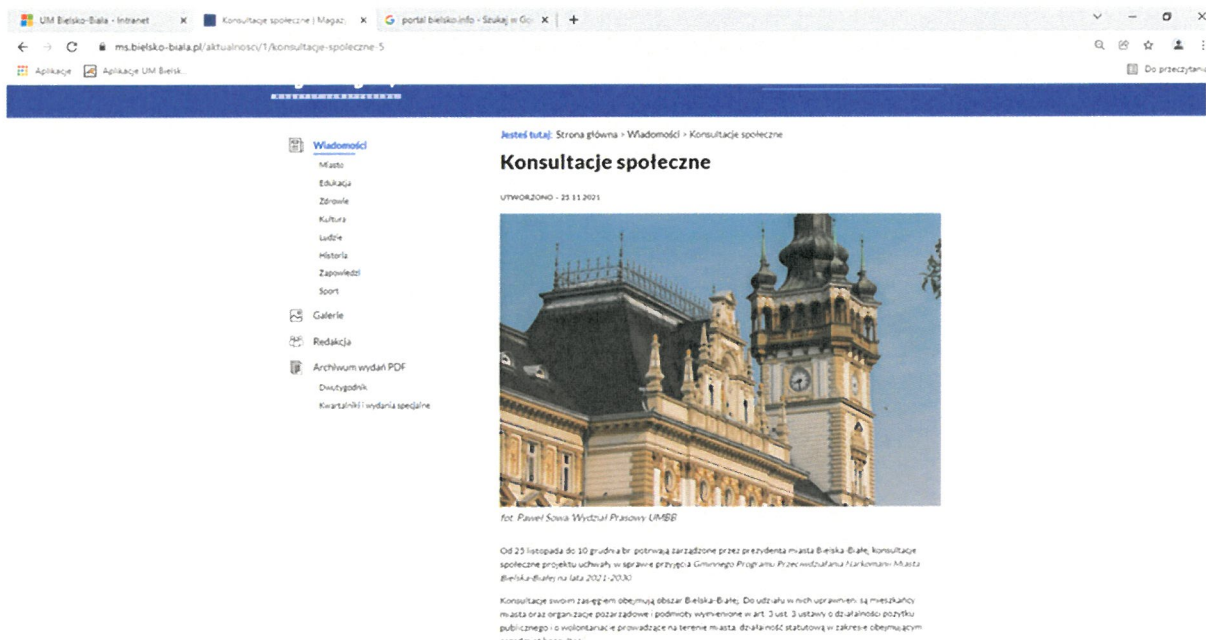 UM Bielsko-Biała - Intranet
Konsultacje społeczne | Magaz
portal bielsko.info - Szukaj w Go
ms.bielsko-biala.pl/aktualnosci/1/konsultacje-spoleczne-5
Aplikacje
Aplikacje UM Bielsk...
Do przeczytania
Jesteś tutaj: Strona główna > Wiadomości > Konsultacje społeczne
Wiadomości
Miasto
Edukacja
Zdrowie
Kultura
Ludzie
Historia
Zapowiedzi
Sport
Galerie
Redakcja
Archiwum wydań PDF
Dwutygodnik
Kwartalniki i wydania specjalne
Konsultacje społeczne
UTWORZONO - 25.11.2021
fot. Paweł Sowa/Wydział Prasowy UMBB
Od 25 listopada do 10 grudnia br. potrwają zarządzone przez prezydenta miasta Bielska-Białej konsultacje
społeczne projektu uchwały w sprawie przyjęcia Gminnego Programu Przeciwdziałania Narkomanii Miasta
Bielska-Białej na lata 2021-2030.
Konsultacje swoim zasięgiem obejmują obszar Bielska-Białej. Do udziału w nich uprawnieni są mieszkańcy
miasta oraz organizacje pozarządowe i podmioty wymienione w art. 3 ust. 3 ustawy o działalności pożytku
publicznego i o wolontariacie prowadzące na terenie miasta działalność statutową w zakresie obejmującym